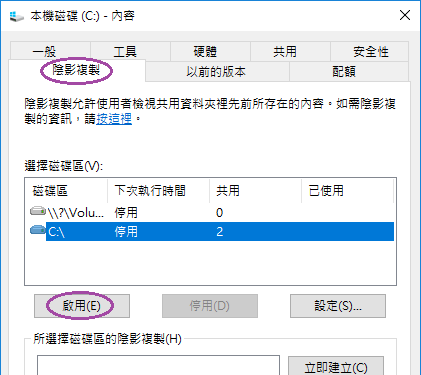 本機磁碟 (C:) - 內容
一般 工具 硬體 共用 安全性
陰影複製 以前的版本 配額
陰影複製允許使用者檢視共用資料夾裡先前所存在的內容。如需陰影複
製的資訊，請按這裡。
選擇磁碟區(V):
磁碟區 下次執行時間 共用 已使用
\\?\Volu... 停用 0
C:\ 停用 2
啟用(E) 停用(D) 設定(S)...
所選擇磁碟區的陰影複製(H)
立即建立(C)